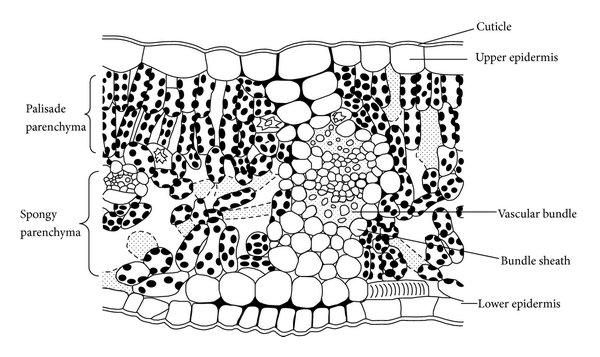 Cuticle
Upper epidermis
Palisade
parenchyma
Spongy
parenchyma
Vascular bundle
Bundle sheath
Lower epidermis